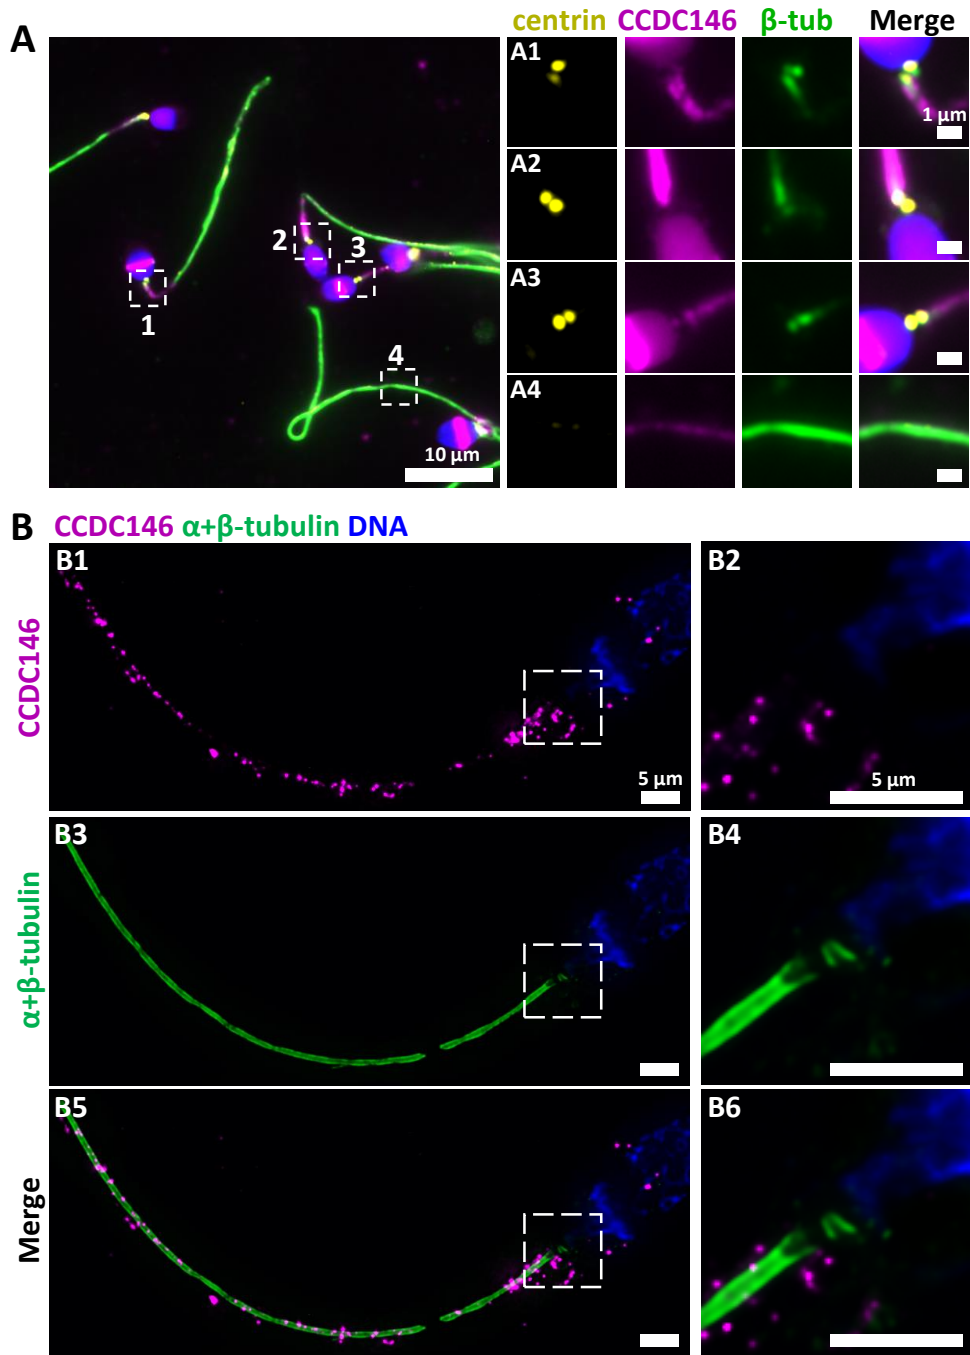 A
centrin CCDC146 β-tub Merge
A1
1 µm
A2
2
3
1
A3
4
A4
10 µm
B CCDC146 α+β-tubulin DNA
CCDC146
B1
B2
5 µm
5 µm
α+β-tubulin
B3
B4
Merge
B5
B6